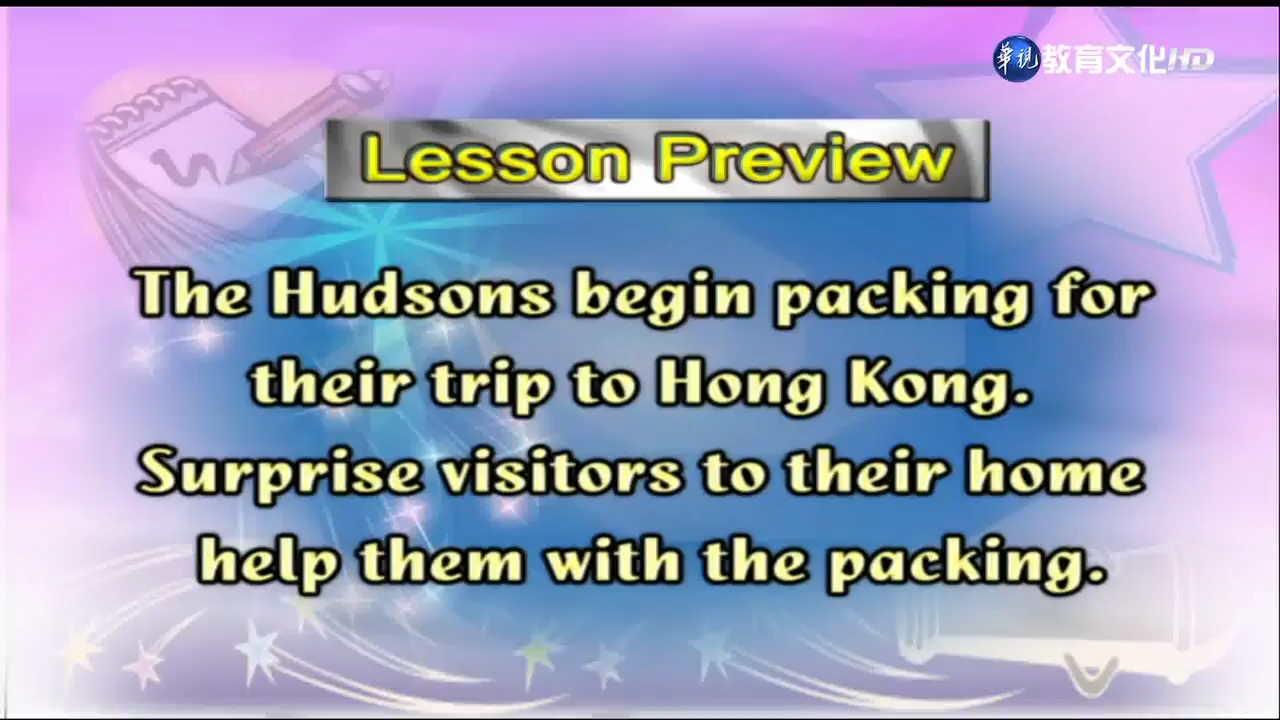 華視 教育文化HD
Lesson Preview
The Hudsons begin packing for
their trip to Hong Kong.
Surprise visitors to their home
help them with the packing.